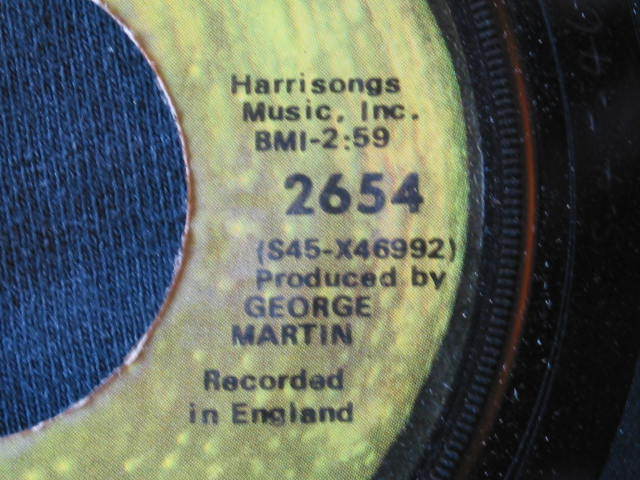 Harrisongs
Music, Inc.
BMI-2:59
2654
(S45-X46992)
Produced by
GEORGE
MARTIN
Recorded
in England